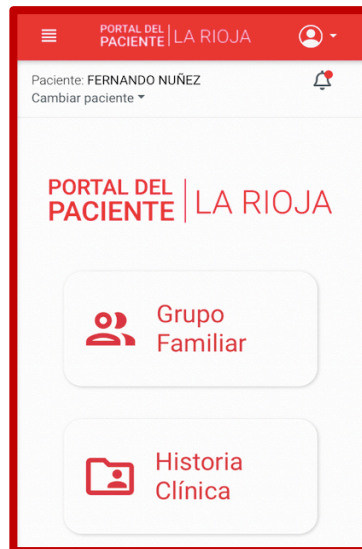 PORTAL DEL
PACIENTE LA RIOJA
Paciente: FERNANDO NUÑEZ
Cambiar paciente
PORTAL DEL
PACIENTE LA RIOJA
Grupo
Familiar
Historia
Clínica